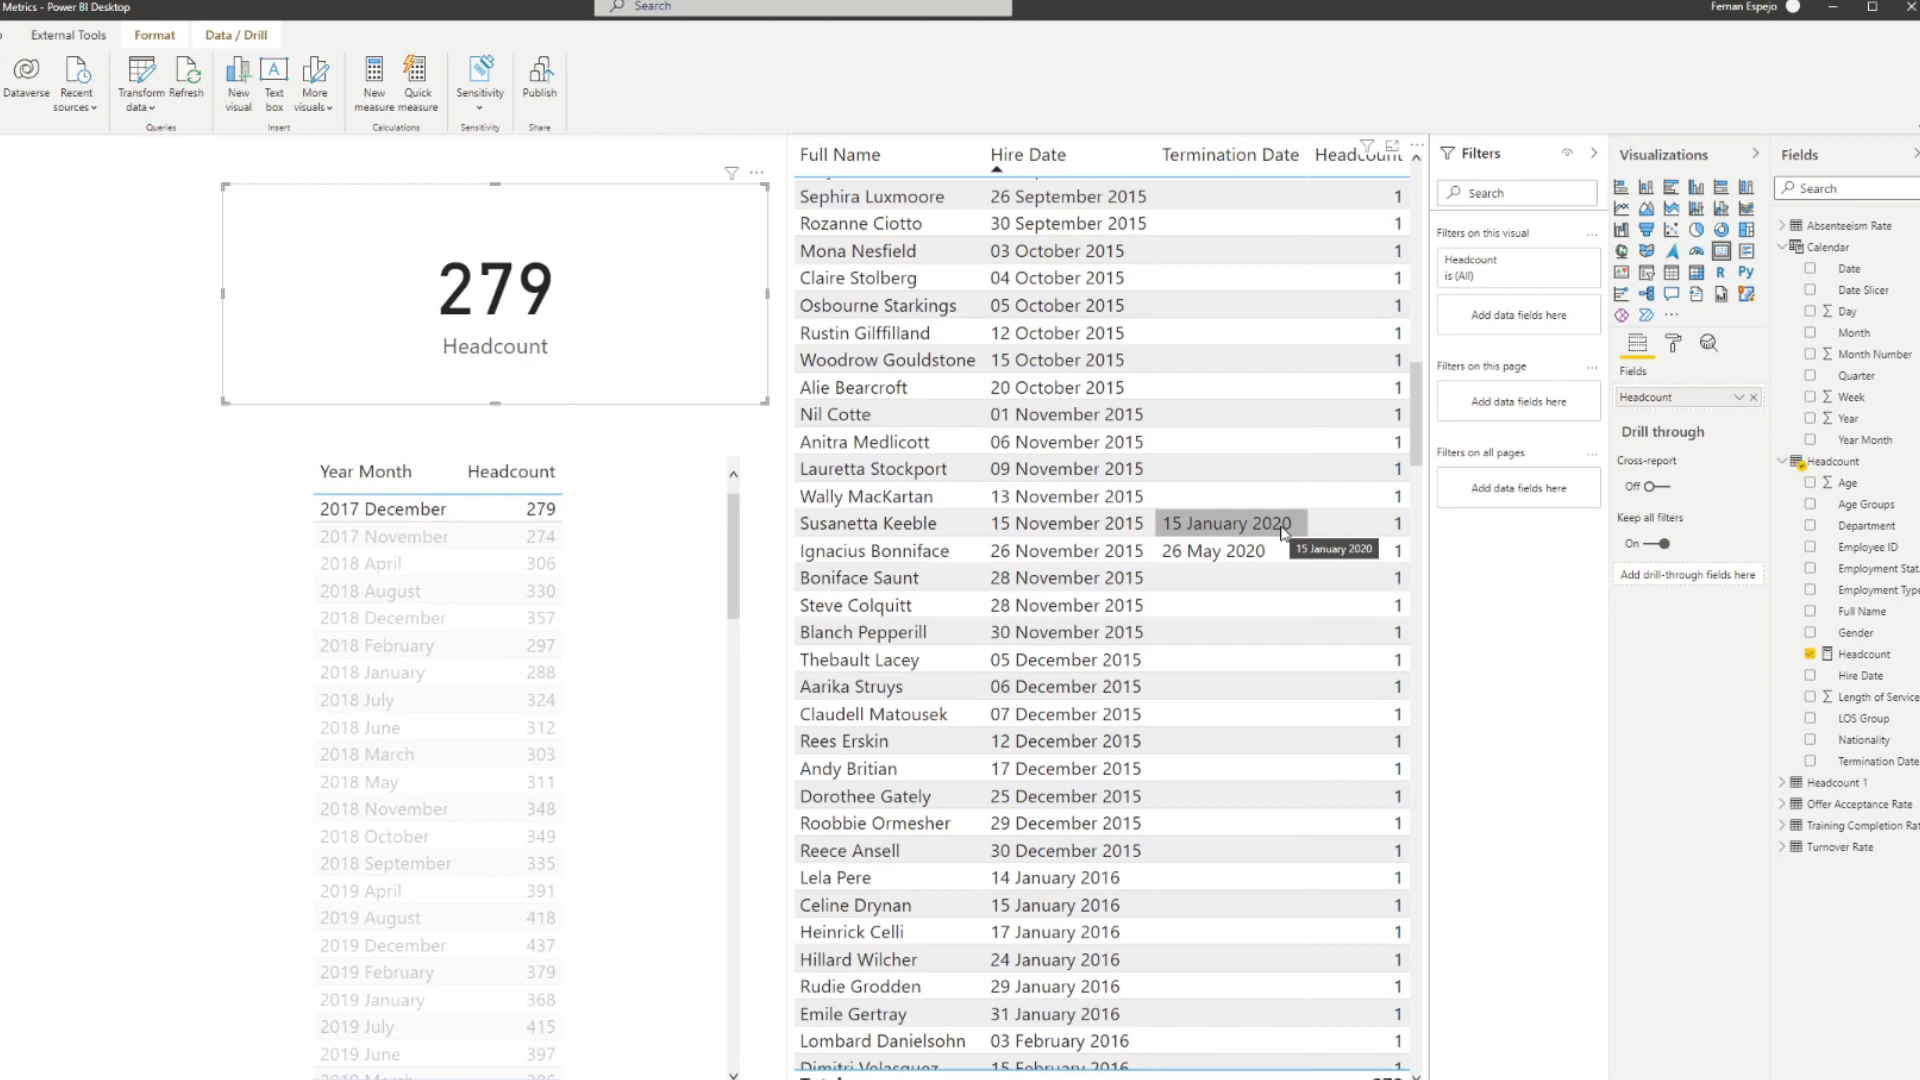 Metrics - Power BI Desktop
Search
Fernan Espejo
External Tools
Format
Data / Drill
Dataverse
Recent sources
Transform data
Refresh
New visual
Text box
More visuals
New measure
Quick measure
Sensitivity
Publish
Queries
Insert
Calculations
Sensitivity
Share
279
Headcount
Year Month Headcount
2017 December 279
2017 November 274
2018 April 306
2018 August 330
2018 December 357
2018 February 297
2018 January 288
2018 July 324
2018 June 312
2018 March 303
2018 May 311
2018 November 348
2018 October 349
2018 September 335
2019 April 391
2019 August 418
2019 December 437
2019 February 379
2019 January 368
2019 July 415
2019 June 397
Full Name Hire Date Termination Date Headcount
Sephira Luxmoore 26 September 2015 1
Rozanne Ciotto 30 September 2015 1
Mona Nesfield 03 October 2015 1
Claire Stolberg 04 October 2015 1
Osbourne Starkings 05 October 2015 1
Rustin Gilffilland 12 October 2015 1
Woodrow Gouldstone 15 October 2015 1
Alie Bearcroft 20 October 2015 1
Nil Cotte 01 November 2015 1
Anitra Medlicott 06 November 2015 1
Lauretta Stockport 09 November 2015 1
Wally MacKartan 13 November 2015 1
Susanetta Keeble 15 November 2015 15 January 2020 1
Ignacius Bonniface 26 November 2015 26 May 2020 1
15 January 2020
Boniface Saunt 28 November 2015 1
Steve Colquitt 28 November 2015 1
Blanch Pepperill 30 November 2015 1
Thebault Lacey 05 December 2015 1
Aarika Struys 06 December 2015 1
Claudell Matousek 07 December 2015 1
Rees Erskin 12 December 2015 1
Andy Britian 17 December 2015 1
Dorothee Gately 25 December 2015 1
Roobbie Ormesher 29 December 2015 1
Reece Ansell 30 December 2015 1
Lela Pere 14 January 2016 1
Celine Drynan 15 January 2016 1
Heinrick Celli 17 January 2016 1
Hillard Wilcher 24 January 2016 1
Rudie Grodden 29 January 2016 1
Emile Gertray 31 January 2016 1
Lombard Danielsohn 03 February 2016 1
Dimitri Velasquez 15 February 2016 1
Filters
Search
Filters on this visual
Headcount
is (All)
Add data fields here
Filters on this page
Add data fields here
Filters on all pages
Add data fields here
Visualizations
R
Py
Fields
Headcount
Drill through
Cross-report
Off
Keep all filters
On
Add drill-through fields here
Fields
Search
Absenteeism Rate
Calendar
Date
Date Slicer
Day
Month
Month Number
Quarter
Week
Year
Year Month
Headcount
Age
Age Groups
Department
Employee ID
Employment Stat
Employment Type
Full Name
Gender
Headcount
Hire Date
Length of Service
LOS Group
Nationality
Termination Date
Headcount 1
Offer Acceptance Rate
Training Completion Rat
Turnover Rate